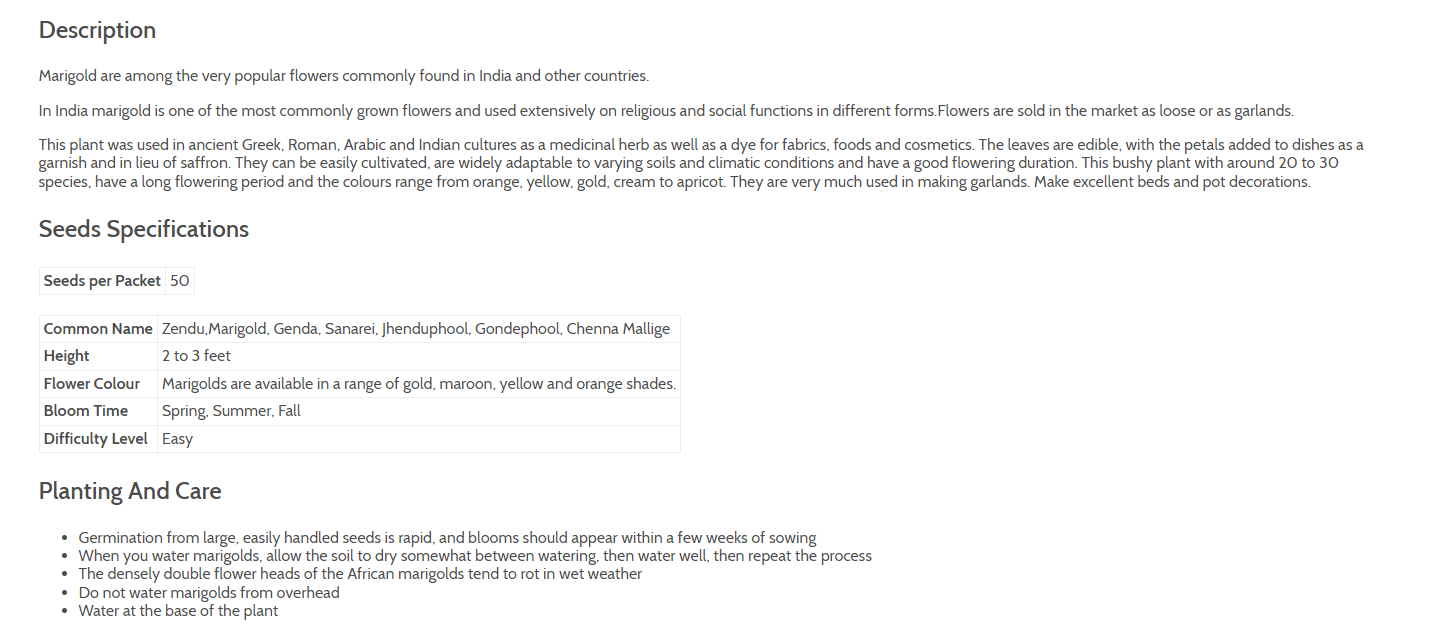 Description
Marigold are among the very popular flowers commonly found in India and other countries.
In India marigold is one of the most commonly grown flowers and used extensively on religious and social functions in different forms.Flowers are sold in the market as loose or as garlands.
This plant was used in ancient Greek, Roman, Arabic and Indian cultures as a medicinal herb as well as a dye for fabrics, foods and cosmetics. The leaves are edible, with the petals added to dishes as a
garnish and in lieu of saffron. They can be easily cultivated, are widely adaptable to varying soils and climatic conditions and have a good flowering duration. This bushy plant with around 20 to 30
species, have a long flowering period and the colours range from orange, yellow, gold, cream to apricot. They are very much used in making garlands. Make excellent beds and pot decorations.
Seeds Specifications
Seeds per Packet 50
Common Name Zendu,Marigold, Genda, Sanarei, Jhenduphool, Gondephool, Chenna Mallige
Height 2 to 3 feet
Flower Colour Marigolds are available in a range of gold, maroon, yellow and orange shades.
Bloom Time Spring, Summer, Fall
Difficulty Level Easy
Planting And Care
• Germination from large, easily handled seeds is rapid, and blooms should appear within a few weeks of sowing
• When you water marigolds, allow the soil to dry somewhat between watering, then water well, then repeat the process
• The densely double flower heads of the African marigolds tend to rot in wet weather
• Do not water marigolds from overhead
• Water at the base of the plant